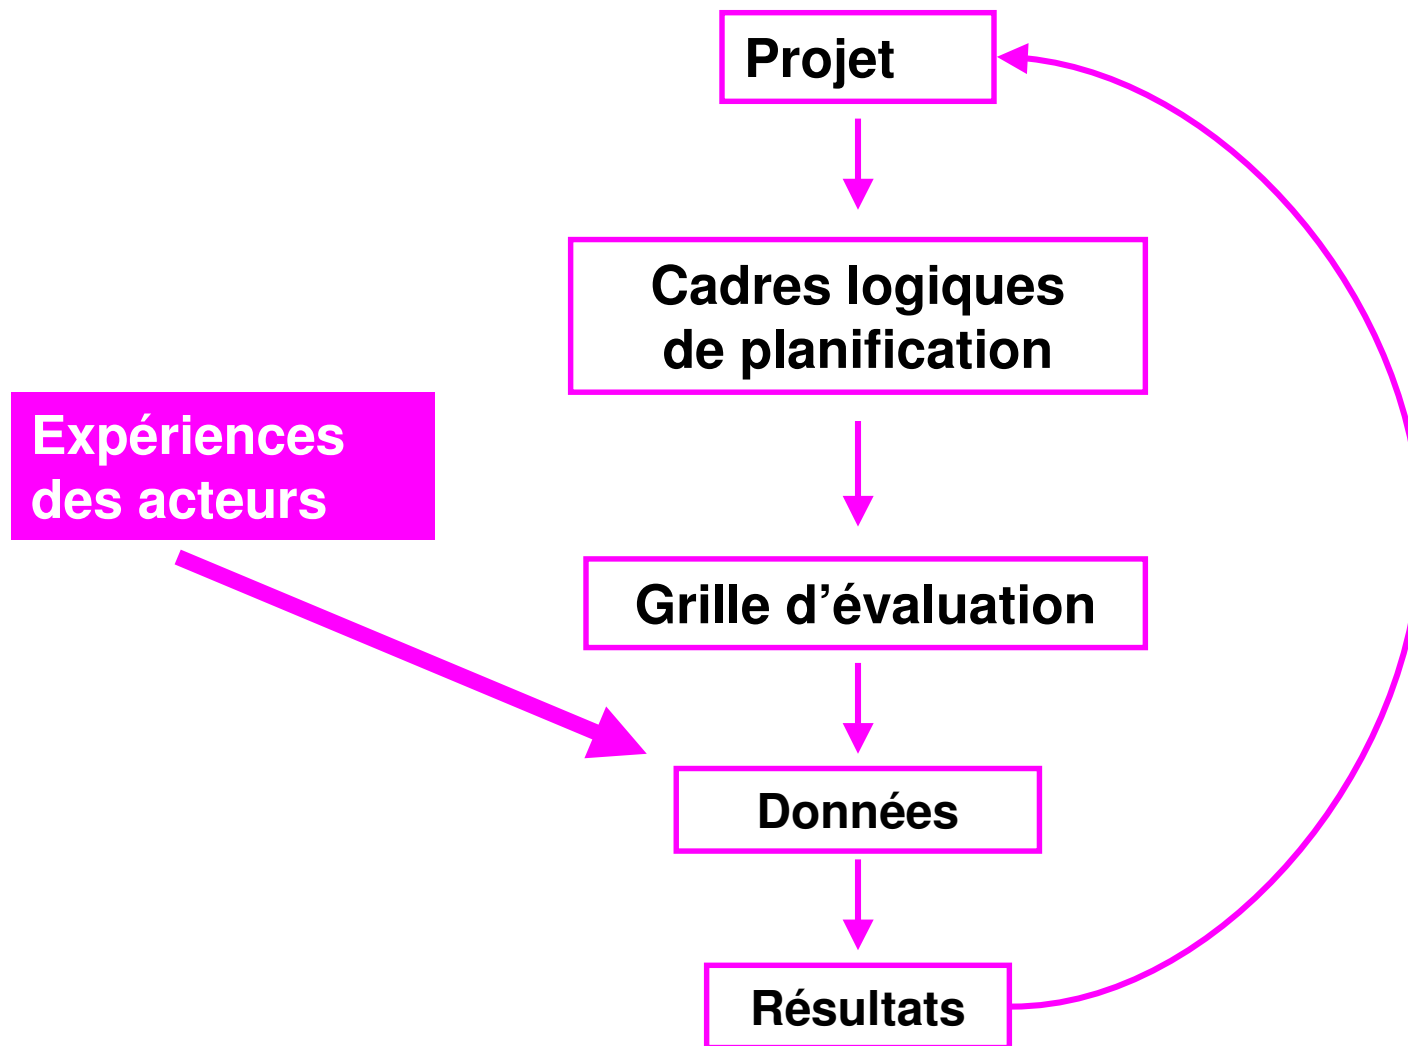 Projet
Cadres logiques
de planification
Expériences
des acteurs
Grille d’évaluation
Données
Résultats